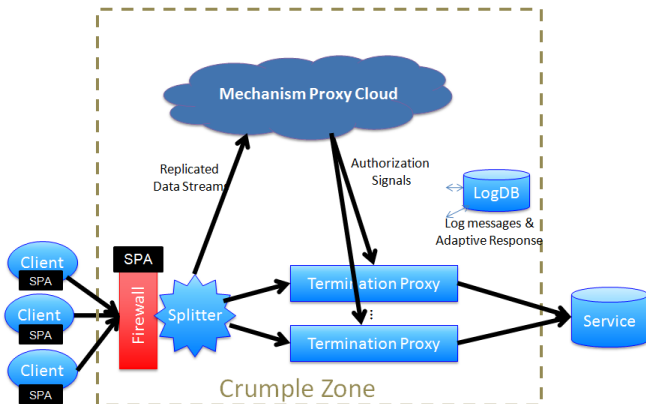 Mechanism Proxy Cloud
Replicated
Data Streams
Authorization
Signals
LogDB
Log messages &
Adaptive Response
SPA
Client
SPA
Client
SPA
Client
SPA
Firewall
Splitter
Termination Proxy
...
Termination Proxy
Service
Crumple Zone